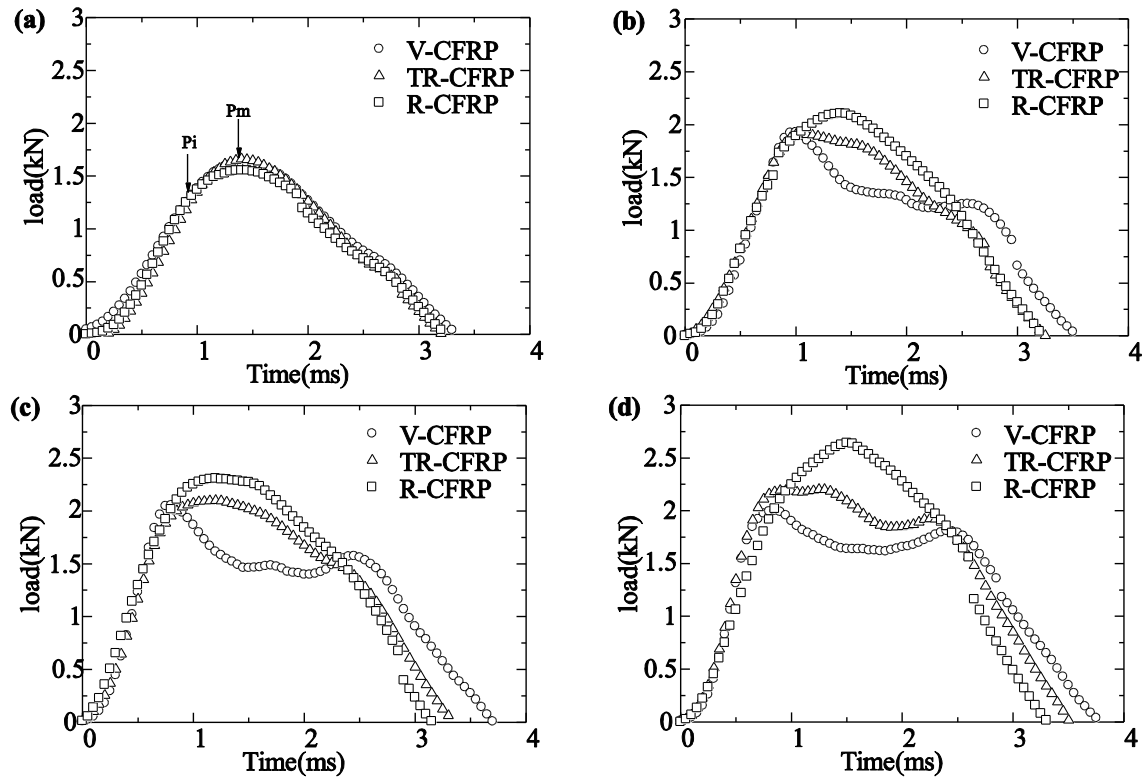 (a)
3
2.5
2
1.5
1
0.5
0
load(kN)
V-CFRP
TR-CFRP
R-CFRP
Pi
Pm
0 1 2 3 4
Time(ms)
(b)
3
2.5
2
1.5
1
0.5
0
load(kN)
V-CFRP
TR-CFRP
R-CFRP
0 1 2 3 4
Time(ms)
(c)
3
2.5
2
1.5
1
0.5
0
load(kN)
V-CFRP
TR-CFRP
R-CFRP
0 1 2 3 4
Time(ms)
(d)
3
2.5
2
1.5
1
0.5
0
load(kN)
V-CFRP
TR-CFRP
R-CFRP
0 1 2 3 4
Time(ms)